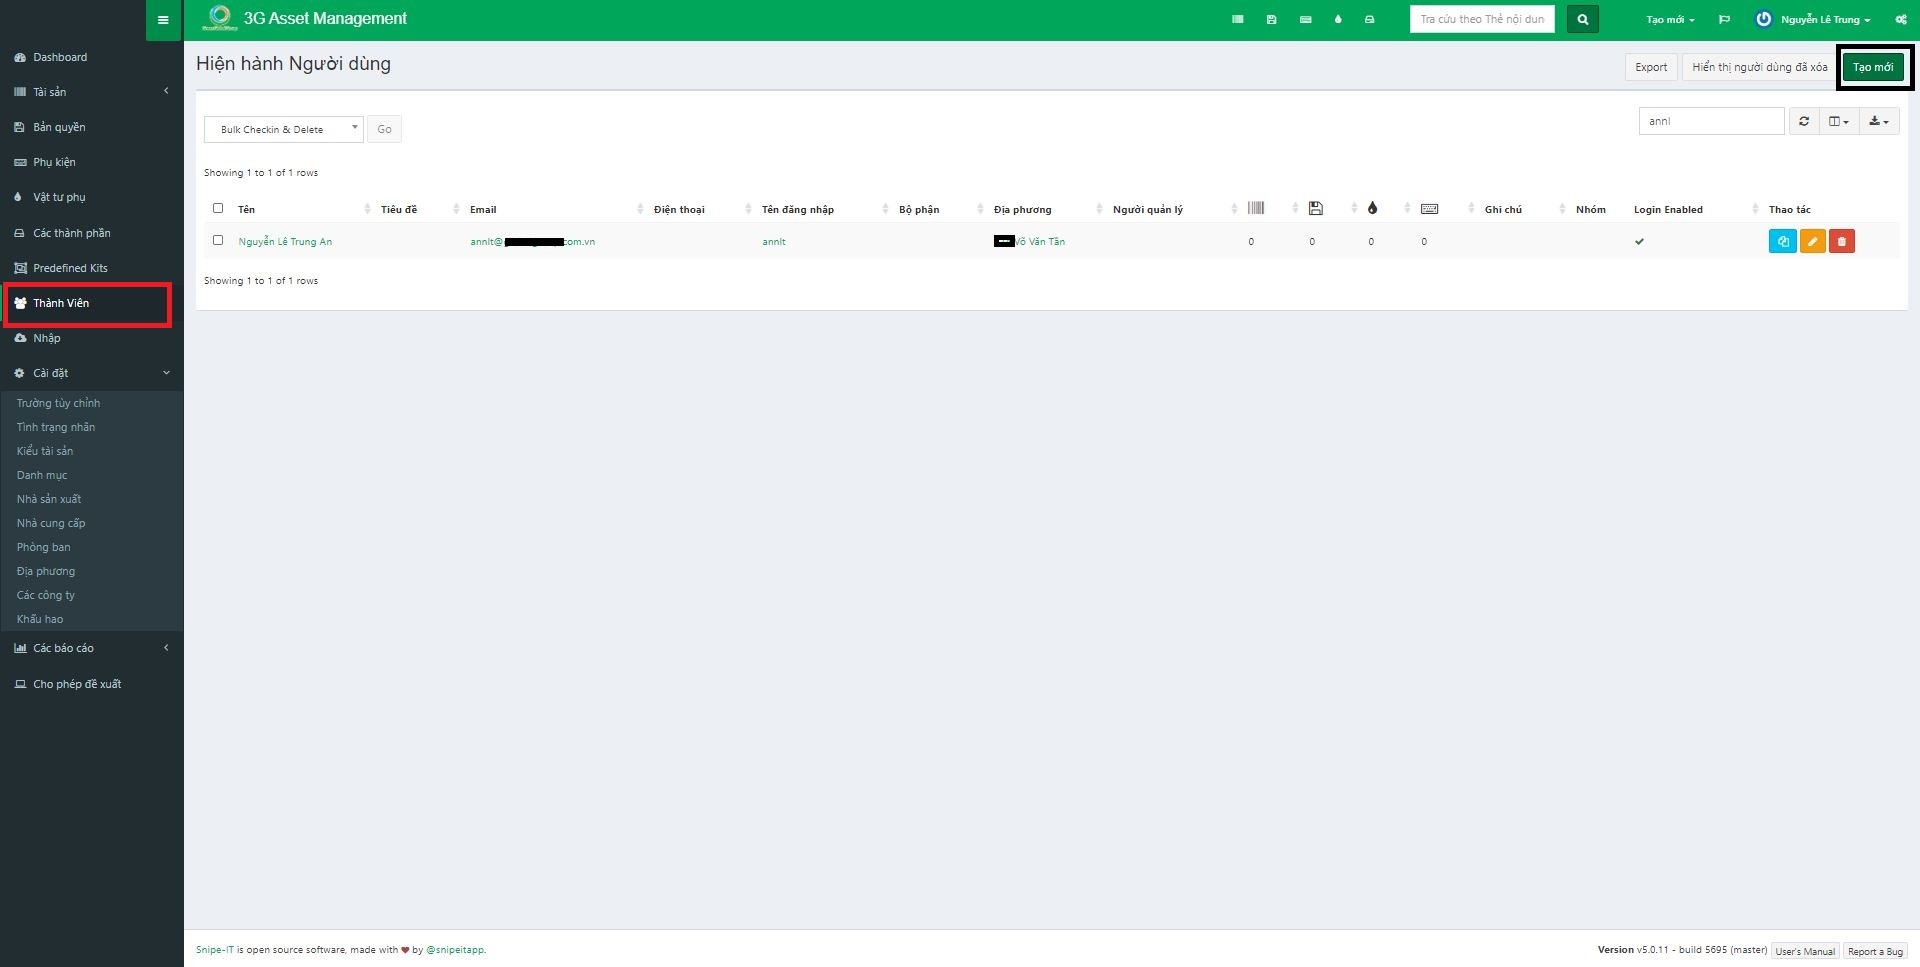 3G Asset Management
Tra cứu theo Thẻ nội dun
Tạo mới
Nguyễn Lê Trung
Dashboard
Tài sản
Bản quyền
Phụ kiện
Vật tư phụ
Các thành phần
Predefined Kits
Thành Viên
Nhập
Cài đặt
Trường tùy chỉnh
Tình trạng nhãn
Kiểu tài sản
Danh mục
Nhà sản xuất
Nhà cung cấp
Phòng ban
Địa phương
Các công ty
Khấu hao
Các báo cáo
Cho phép đề xuất
Hiện hành Người dùng
Export
Hiển thị người dùng đã xóa
Tạo mới
Bulk Checkin & Delete
Go
annl
Showing 1 to 1 of 1 rows
Tên Tiêu đề Email Điện thoại Tên đăng nhập Bộ phận Địa phương Người quản lý Ghi chú Nhóm Login Enabled Thao tác
Nguyễn Lê Trung An annlt@ com.vn annlt Võ Văn Tần 0 0 0 0
Showing 1 to 1 of 1 rows
Snipe-IT is open source software, made with ♥ by @snipeitapp.
Version v5.0.11 - build 5695 (master) User's Manual Report a Bug